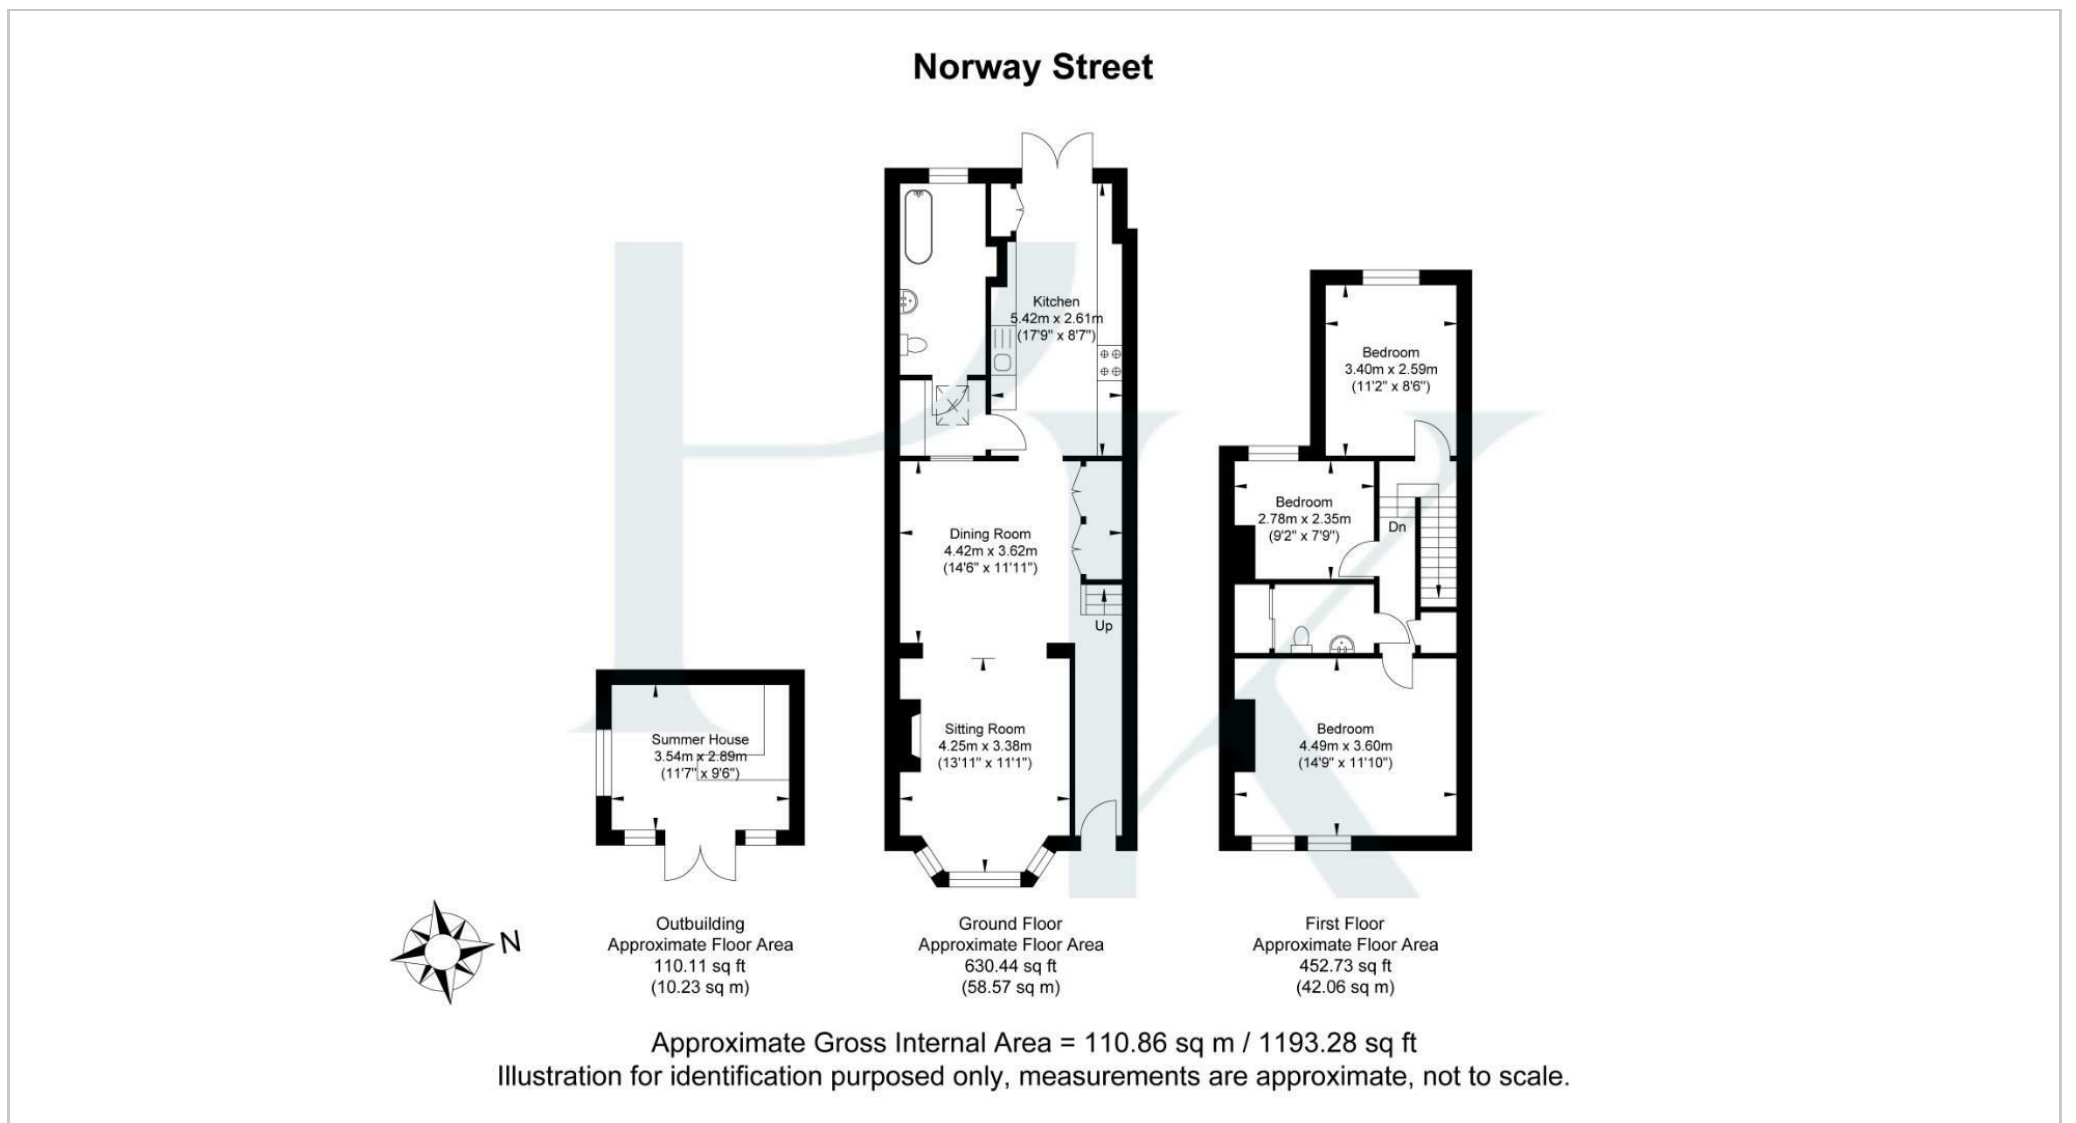 Norway Street
Kitchen
5.42m x 2.61m
(17'9" x 8'7")
Dining Room
4.42m x 3.62m
(14'6" x 11'11")
Up
Sitting Room
4.25m x 3.38m
(13'11" x 11'1")
Bedroom
3.40m x 2.59m
(11'2" x 8'6")
Bedroom
2.78m x 2.35m
(9'2" x 7'9")
Dn
Bedroom
4.49m x 3.60m
(14'9" x 11'10")
Summer House
3.54m x 2.89m
(11'7" x 9'6")
N
Outbuilding
Approximate Floor Area
110.11 sq ft
(10.23 sq m)
Ground Floor
Approximate Floor Area
630.44 sq ft
(58.57 sq m)
First Floor
Approximate Floor Area
452.73 sq ft
(42.06 sq m)
Approximate Gross Internal Area = 110.86 sq m / 1193.28 sq ft
Illustration for identification purposed only, measurements are approximate, not to scale.